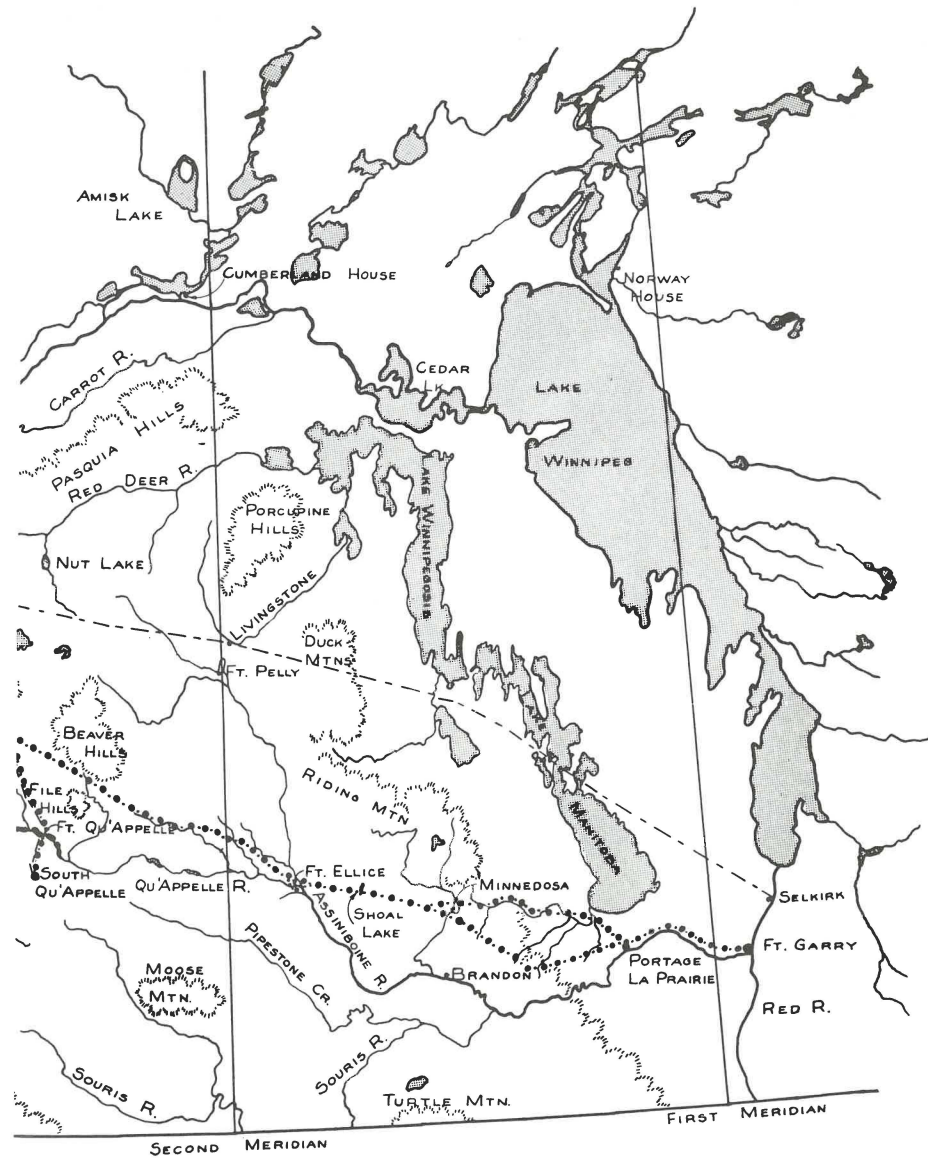 AMISK
LAKE
CUMBERLAND HOUSE
NORWAY
HOUSE
CARROT R.
CEDAR
LK.
LAKE
WINNIPEG
PASQUIA HILLS
RED DEER R.
LAKE WINNIPEGOSIS
PORCUPINE
HILLS
NUT LAKE
LIVINGSTONE
DUCK
MTNS
FT. PELLY
BEAVER
HILLS
LAKE
MANITOBA
RIDING MTN
FILE
HILLS
FT. QU'APPELLE
SOUTH
QU'APPELLE
QU'APPELLE R.
FT. ELLICE
MINNEDOSA
SELKIRK
ASSINIBOINE R.
SHOAL
LAKE
PIPESTONE CR.
FT. GARRY
PORTAGE
LA PRAIRIE
BRANDON
MOOSE
MTN.
RED R.
SOURIS R.
SOURIS R.
TURTLE MTN.
FIRST MERIDIAN
SECOND MERIDIAN